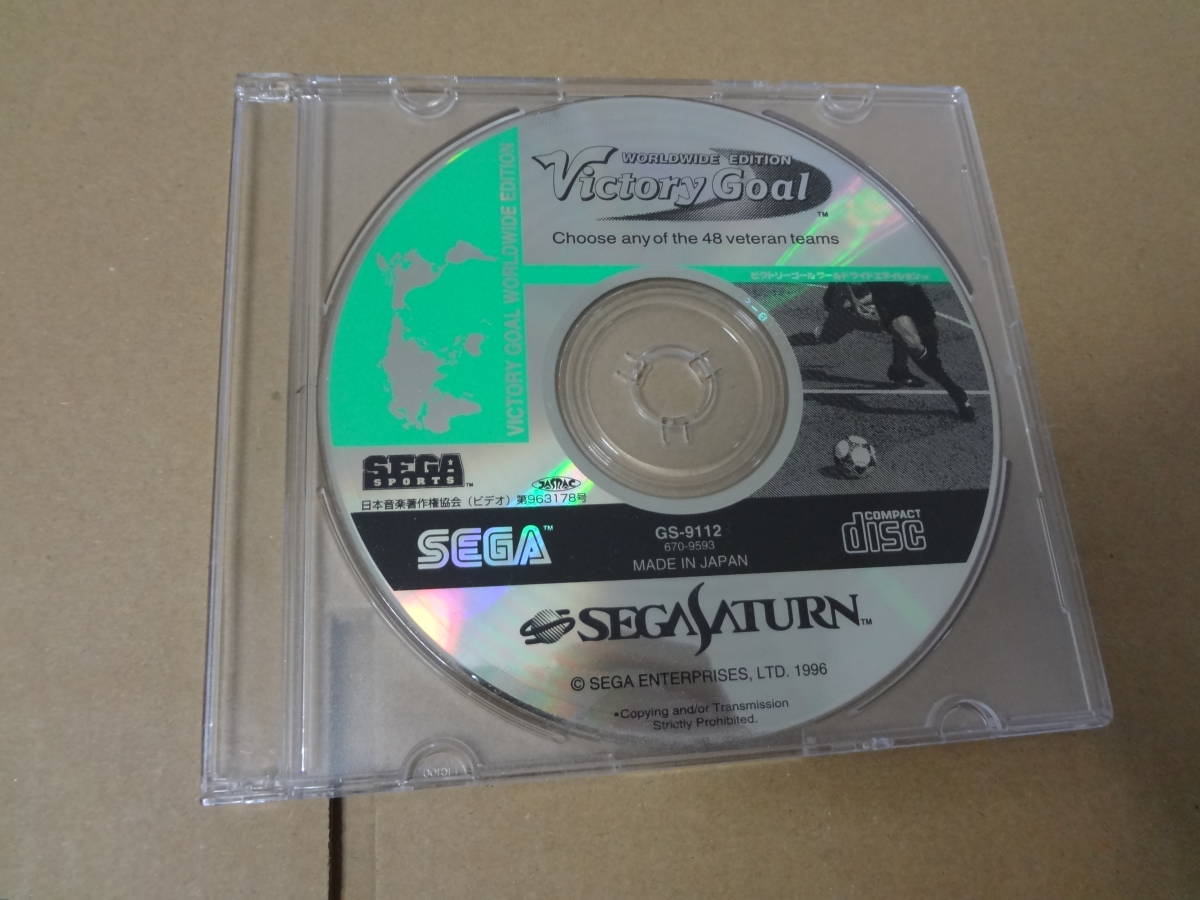 WORLDWIDE EDITION
Victory Goal
TM
Choose any of the 48 veteran teams
VICTORY GOAL WORLDWIDE EDITION
ビクトリーゴール ワールドワイドエディション
SEGA
SPORTS TM
JASRAC
日本音楽著作権協会（ビデオ）第963178号
SEGA TM
GS-9112
670-9593
MADE IN JAPAN
COMPACT
disc
SEGA SATURN TM
© SEGA ENTERPRISES, LTD. 1996
•Copying and/or Transmission
Strictly Prohibited.